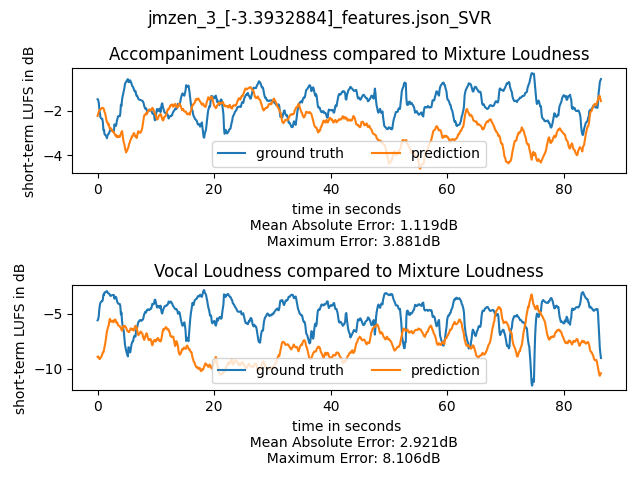 jmzen_3_[-3.3932884]_features.json_SVR
Accompaniment Loudness compared to Mixture Loudness
short-term LUFS in dB
−2
−4
ground truth
prediction
0
20
40
60
80
time in seconds
Mean Absolute Error: 1.119dB
Maximum Error: 3.881dB
Vocal Loudness compared to Mixture Loudness
short-term LUFS in dB
−5
−10
ground truth
prediction
0
20
40
60
80
time in seconds
Mean Absolute Error: 2.921dB
Maximum Error: 8.106dB